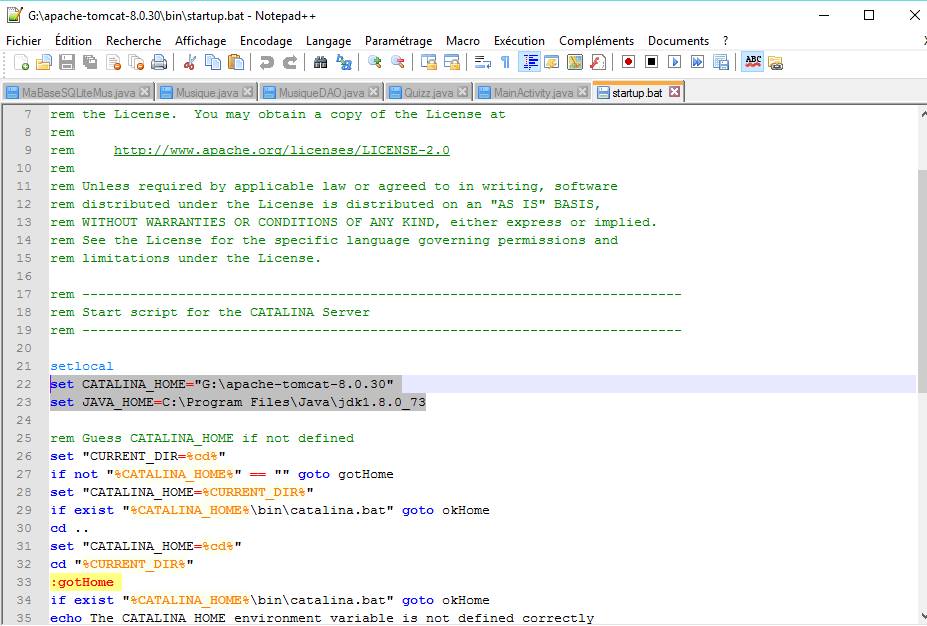 G:\apache-tomcat-8.0.30\bin\startup.bat - Notepad++
Fichier Édition Recherche Affichage Encodage Langage Paramétrage Macro Exécution Compléments Documents ?
ABC
MaBaseSQLiteMus.java Musique.java MusiqueDAO.java Quizz.java MainActivity.java startup.bat
7 rem the License.  You may obtain a copy of the License at
8 rem
9 rem     http://www.apache.org/licenses/LICENSE-2.0
10 rem
11 rem Unless required by applicable law or agreed to in writing, software
12 rem distributed under the License is distributed on an "AS IS" BASIS,
13 rem WITHOUT WARRANTIES OR CONDITIONS OF ANY KIND, either express or implied.
14 rem See the License for the specific language governing permissions and
15 rem limitations under the License.
16
17 rem ---------------------------------------------------------------------------
18 rem Start script for the CATALINA Server
19 rem ---------------------------------------------------------------------------
20
21 setlocal
22 set CATALINA_HOME="G:\apache-tomcat-8.0.30"
23 set JAVA_HOME=C:\Program Files\Java\jdk1.8.0_73
24
25 rem Guess CATALINA_HOME if not defined
26 set "CURRENT_DIR=%cd%"
27 if not "%CATALINA_HOME%" == "" goto gotHome
28 set "CATALINA_HOME=%CURRENT_DIR%"
29 if exist "%CATALINA_HOME%\bin\catalina.bat" goto okHome
30 cd ..
31 set "CATALINA_HOME=%cd%"
32 cd "%CURRENT_DIR%"
33 :gotHome
34 if exist "%CATALINA_HOME%\bin\catalina.bat" goto okHome
35 echo The CATALINA_HOME environment variable is not defined correctly